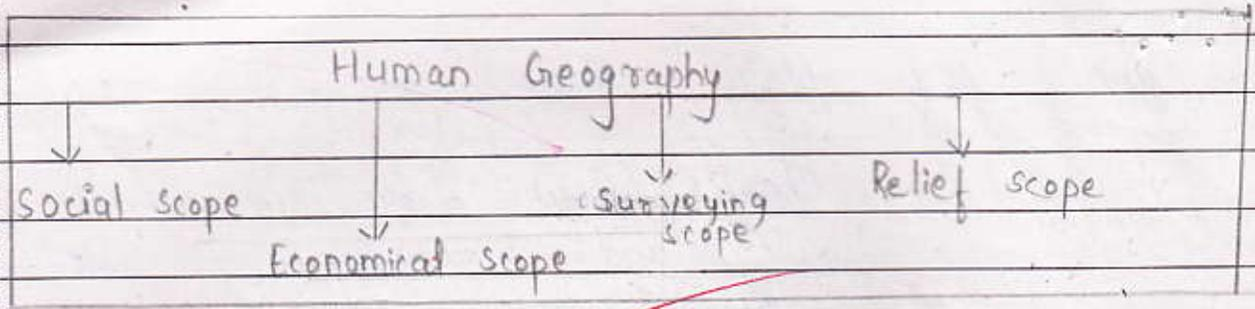 Human Geography
Social scope
Economical scope
Surveying
scope
Relief scope